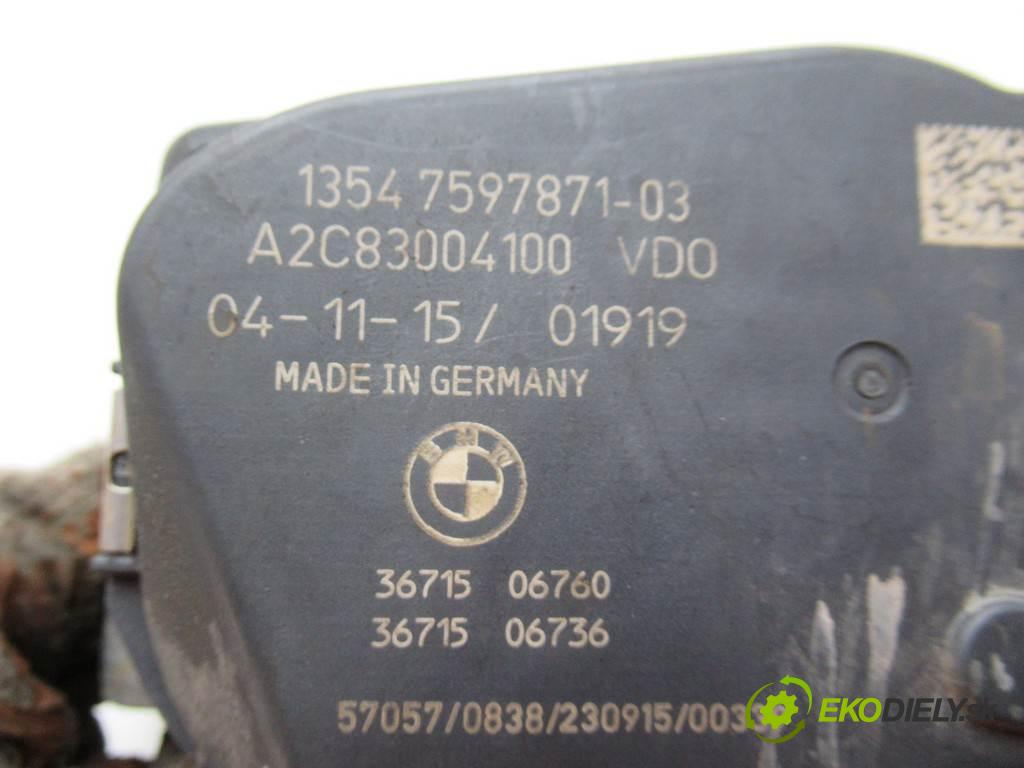 1354 7597871-03
A2C83004100 VDO
04-11-15/ 01919
MADE IN GERMANY
BMW
36715 06760
36715 06736
57057/0838/230915/003
EKODIELY.sk